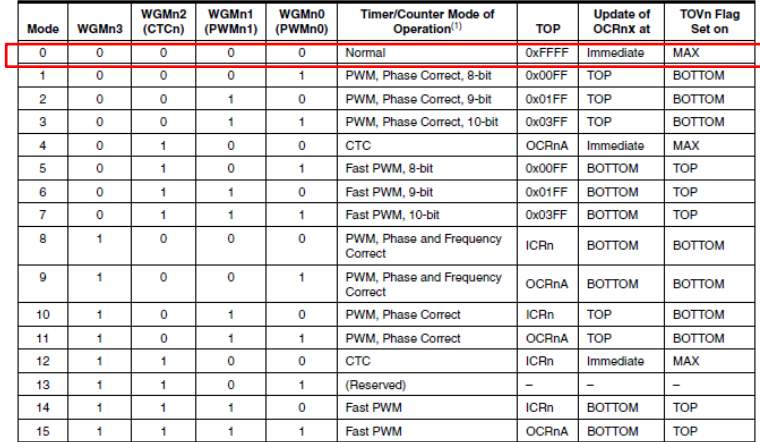 Mode WGMn3 WGMn2 (CTCn) WGMn1 (PWMn1) WGMn0 (PWMn0) Timer/Counter Mode of Operation(1) TOP Update of OCRnX at TOVn Flag Set on
0 0 0 0 0 Normal 0xFFFF Immediate MAX
1 0 0 0 1 PWM, Phase Correct, 8-bit 0x00FF TOP BOTTOM
2 0 0 1 0 PWM, Phase Correct, 9-bit 0x01FF TOP BOTTOM
3 0 0 1 1 PWM, Phase Correct, 10-bit 0x03FF TOP BOTTOM
4 0 1 0 0 CTC OCRnA Immediate MAX
5 0 1 0 1 Fast PWM, 8-bit 0x00FF BOTTOM TOP
6 0 1 1 0 Fast PWM, 9-bit 0x01FF BOTTOM TOP
7 0 1 1 1 Fast PWM, 10-bit 0x03FF BOTTOM TOP
8 1 0 0 0 PWM, Phase and Frequency Correct ICRn BOTTOM BOTTOM
9 1 0 0 1 PWM, Phase and Frequency Correct OCRnA BOTTOM BOTTOM
10 1 0 1 0 PWM, Phase Correct ICRn TOP BOTTOM
11 1 0 1 1 PWM, Phase Correct OCRnA TOP BOTTOM
12 1 1 0 0 CTC ICRn Immediate MAX
13 1 1 0 1 (Reserved) – – –
14 1 1 1 0 Fast PWM ICRn BOTTOM TOP
15 1 1 1 1 Fast PWM OCRnA BOTTOM TOP